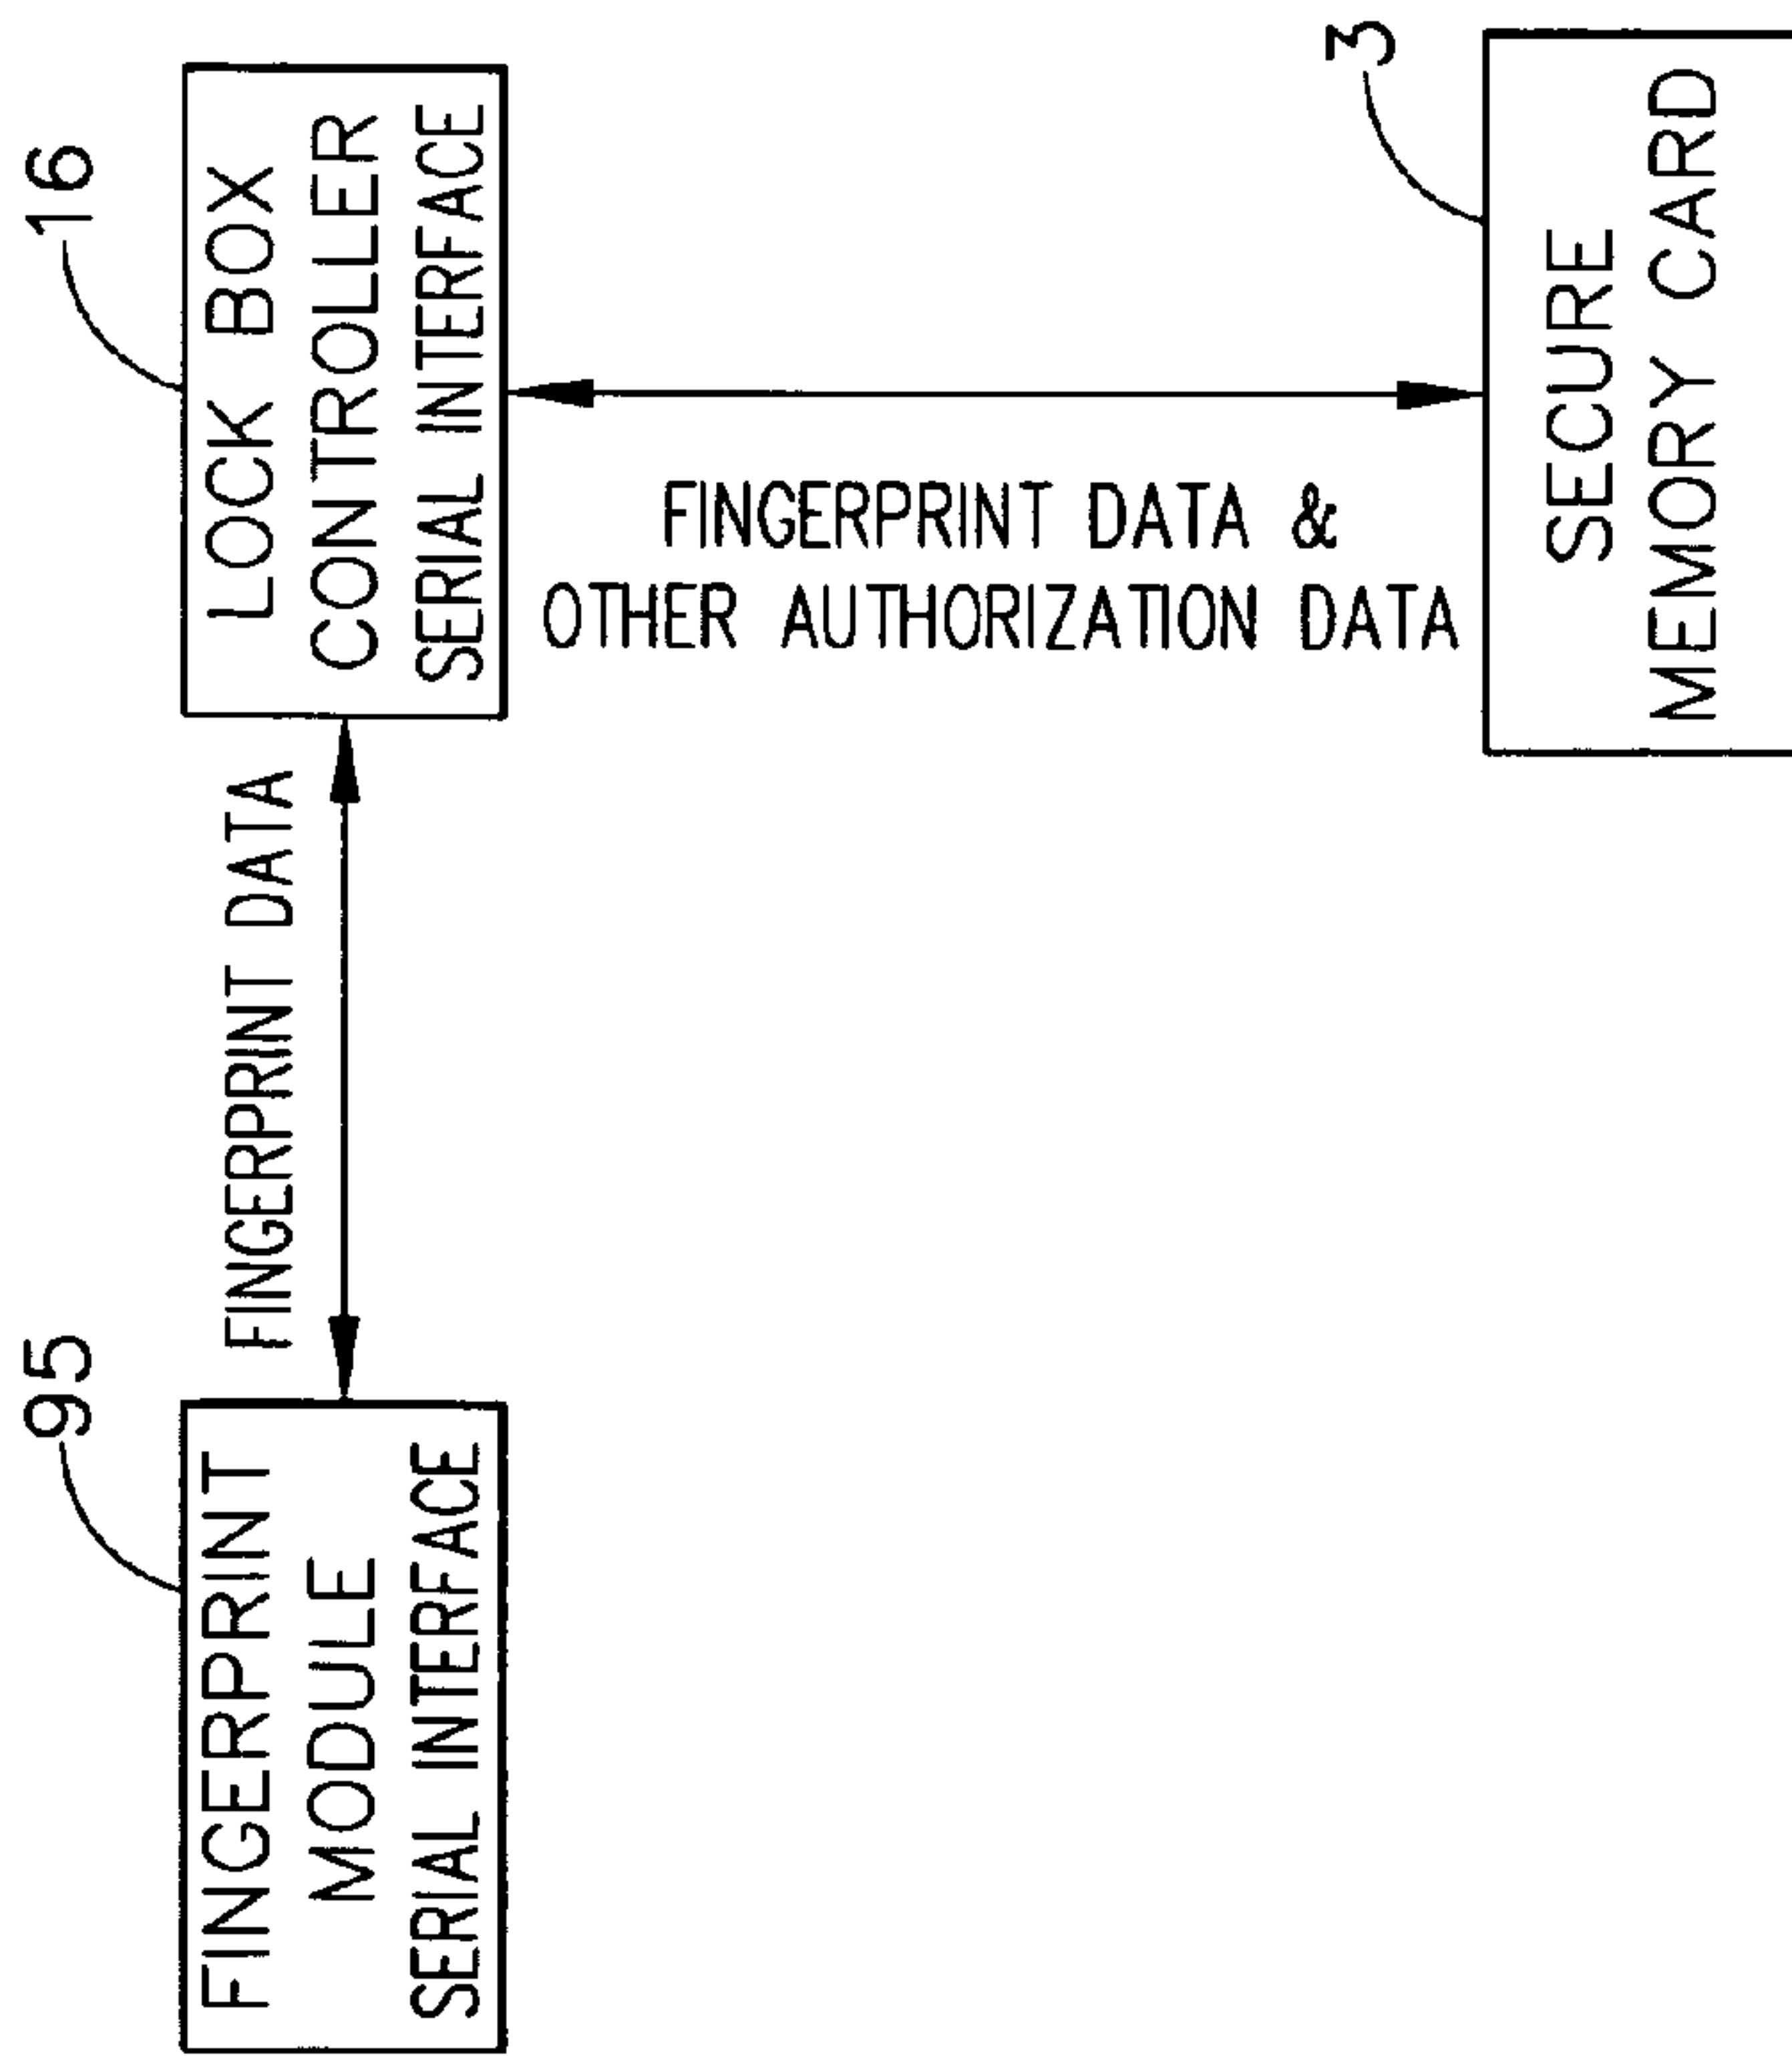 95
FINGERPRINT
MODULE
SERIAL INTERFACE
FINGERPRINT DATA
16
LOCK BOX
CONTROLLER
SERIAL INTERFACE
FINGERPRINT DATA &
OTHER AUTHORIZATION DATA
3
SECURE
MEMORY CARD